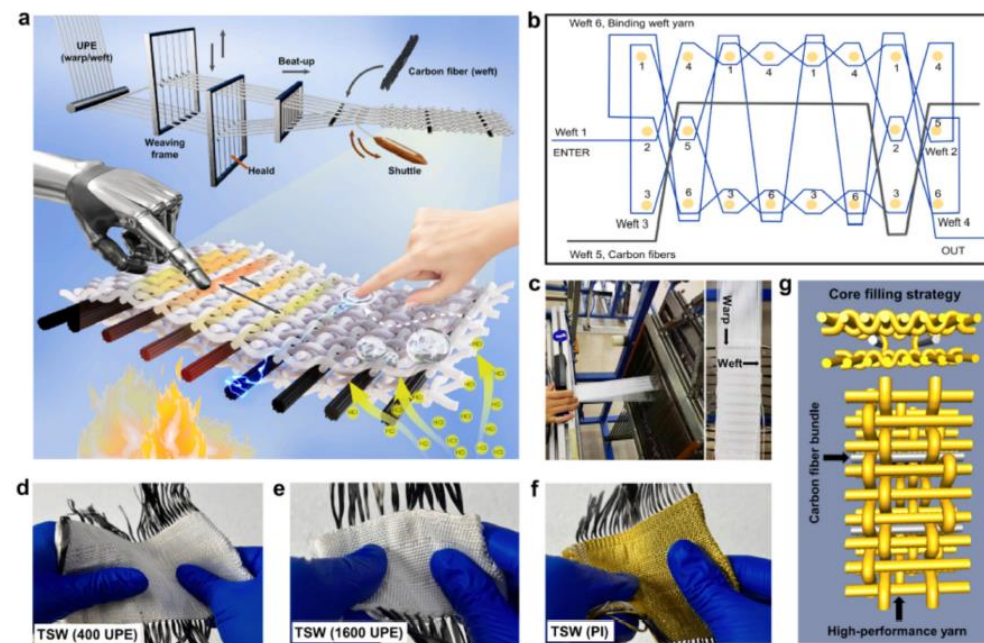 a
UPE
(warp/weft)
Beat-up
Carbon fiber (weft)
Weaving
frame
Heald
Shuttle
b
Weft 6, Binding weft yarn
1 4 1 4 1 4 1 4
Weft 1
ENTER
2 5 2 5
Weft 2
3 6 3 6 3 6 3 6
Weft 3
Weft 4
OUT
Weft 5, Carbon fibers
c
Warp
Weft
g
Core filling strategy
Carbon fiber bundle
High-performance yarn
d
TSW (400 UPE)
e
TSW (1600 UPE)
f
TSW (PI)